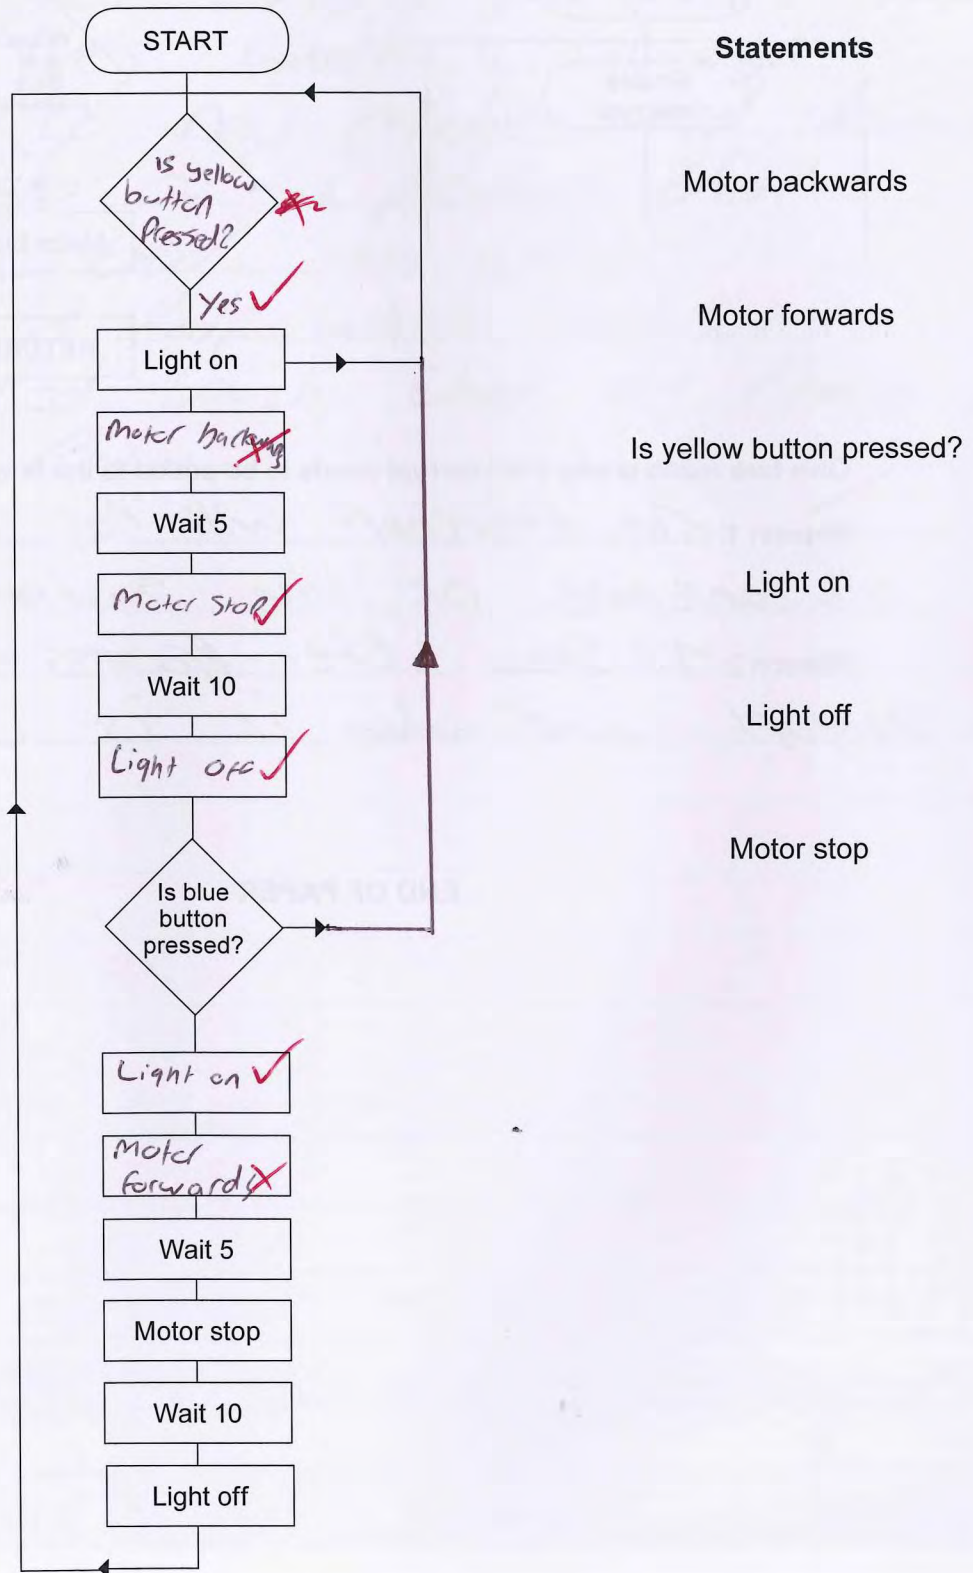 START
Statements
is yellow
button
Pressed?
Yes
Light on
Motor backwards
Wait 5
Motor Stop
Wait 10
Light off
Is blue
button
pressed?
Light on
Motor
forwards
Wait 5
Motor stop
Wait 10
Light off
Motor backwards
Motor forwards
Is yellow button pressed?
Light on
Light off
Motor stop